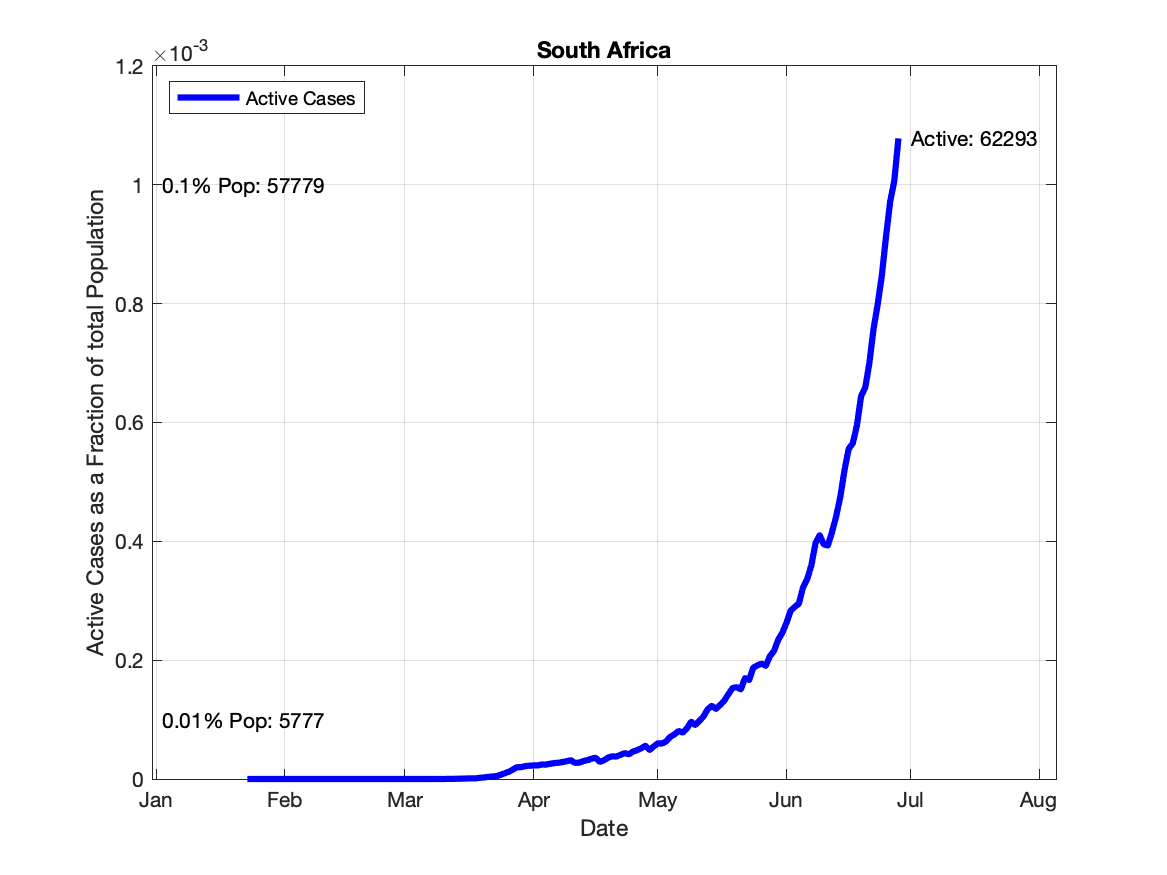 South Africa
×10-3
Active Cases
Active: 62293
0.1% Pop: 57779
0.01% Pop: 5777
Active Cases as a Fraction of total Population
1.2
1
0.8
0.6
0.4
0.2
0
Jan Feb Mar Apr May Jun Jul Aug
Date